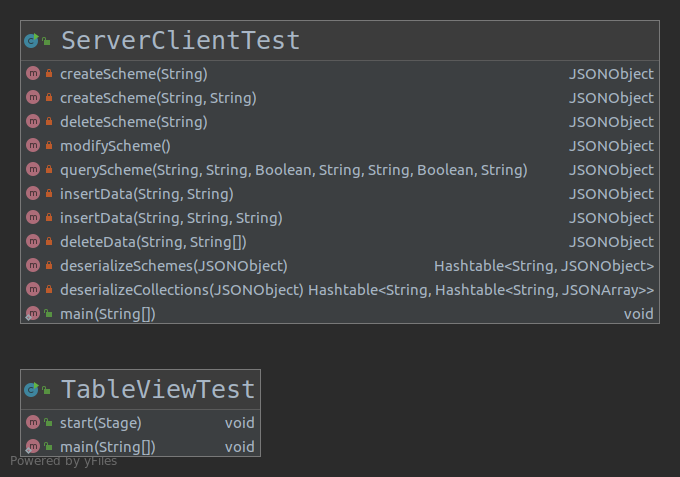 ServerClientTest
createScheme(String) JSONObject
createScheme(String, String) JSONObject
deleteScheme(String) JSONObject
modifyScheme() JSONObject
queryScheme(String, String, Boolean, String, String, Boolean, String) JSONObject
insertData(String, String) JSONObject
insertData(String, String, String) JSONObject
deleteData(String, String[]) JSONObject
deserializeSchemes(JSONObject) Hashtable<String, JSONObject>
deserializeCollections(JSONObject) Hashtable<String, Hashtable<String, JSONArray>>
main(String[]) void
TableViewTest
start(Stage) void
main(String[]) void
Powered by yFiles